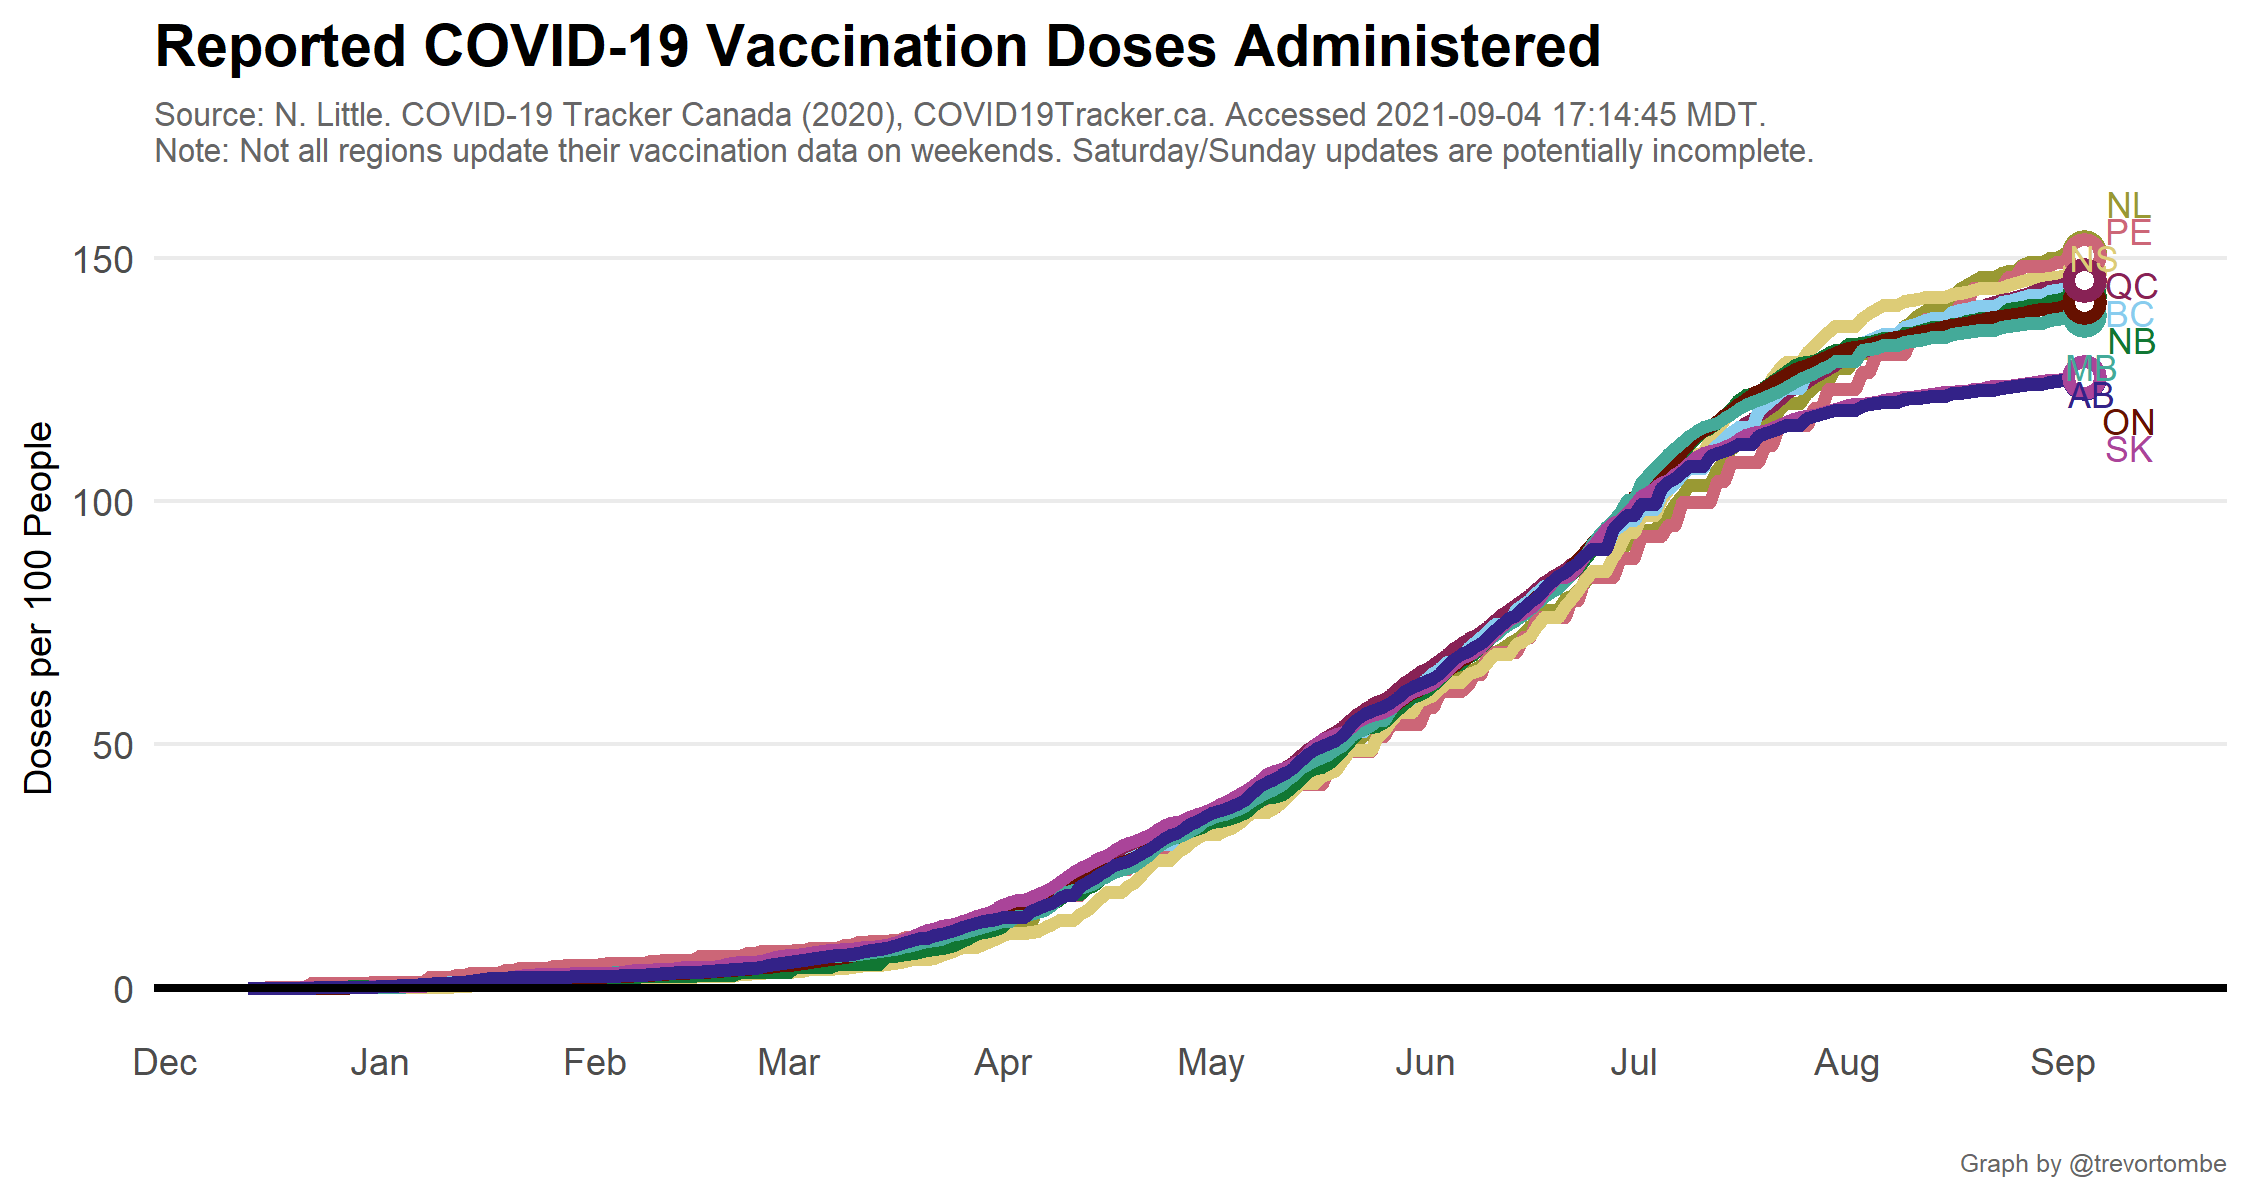 Reported COVID-19 Vaccination Doses Administered
Source: N. Little. COVID-19 Tracker Canada (2020), COVID19Tracker.ca. Accessed 2021-09-04 17:14:45 MDT.
Note: Not all regions update their vaccination data on weekends. Saturday/Sunday updates are potentially incomplete.
Doses per 100 People
150
100
50
0
NL
PE
NS
QC
BC
NB
MB
AB
ON
SK
Dec Jan Feb Mar Apr May Jun Jul Aug Sep
Graph by @trevortombe